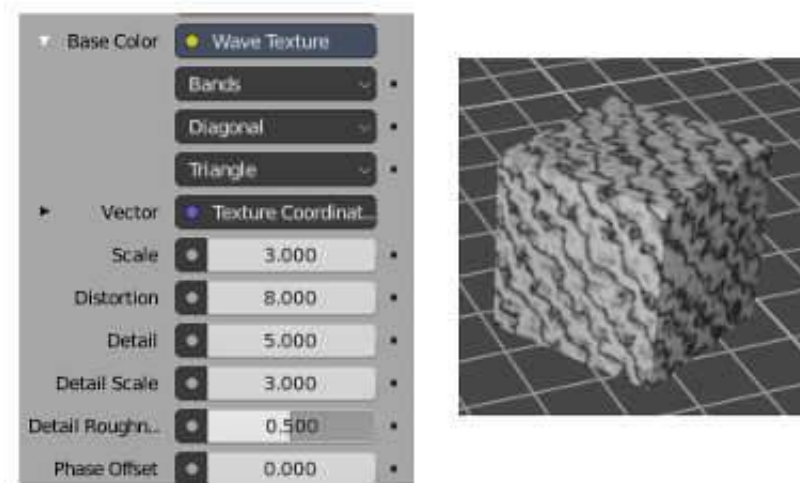 Base Color Wave Texture
Bands
Diagonal
Triangle
Vector Texture Coordinat...
Scale 3.000
Distortion 8.000
Detail 5.000
Detail Scale 3.000
Detail Roughn... 0.500
Phase Offset 0.000